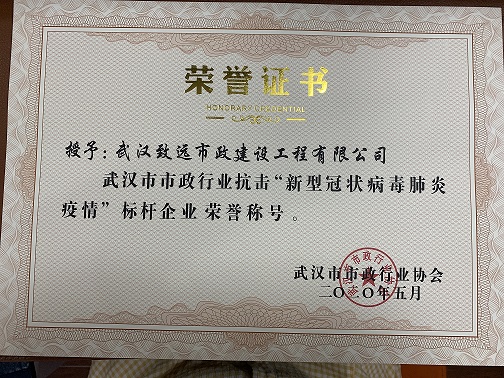 荣誉证书
HONORARY CREDENTIAL
授予：武汉致远市政建设工程有限公司
武汉市市政行业抗击“新型冠状病毒肺炎
疫情”标杆企业荣誉称号。
武汉市市政行业协会
二〇二〇年五月